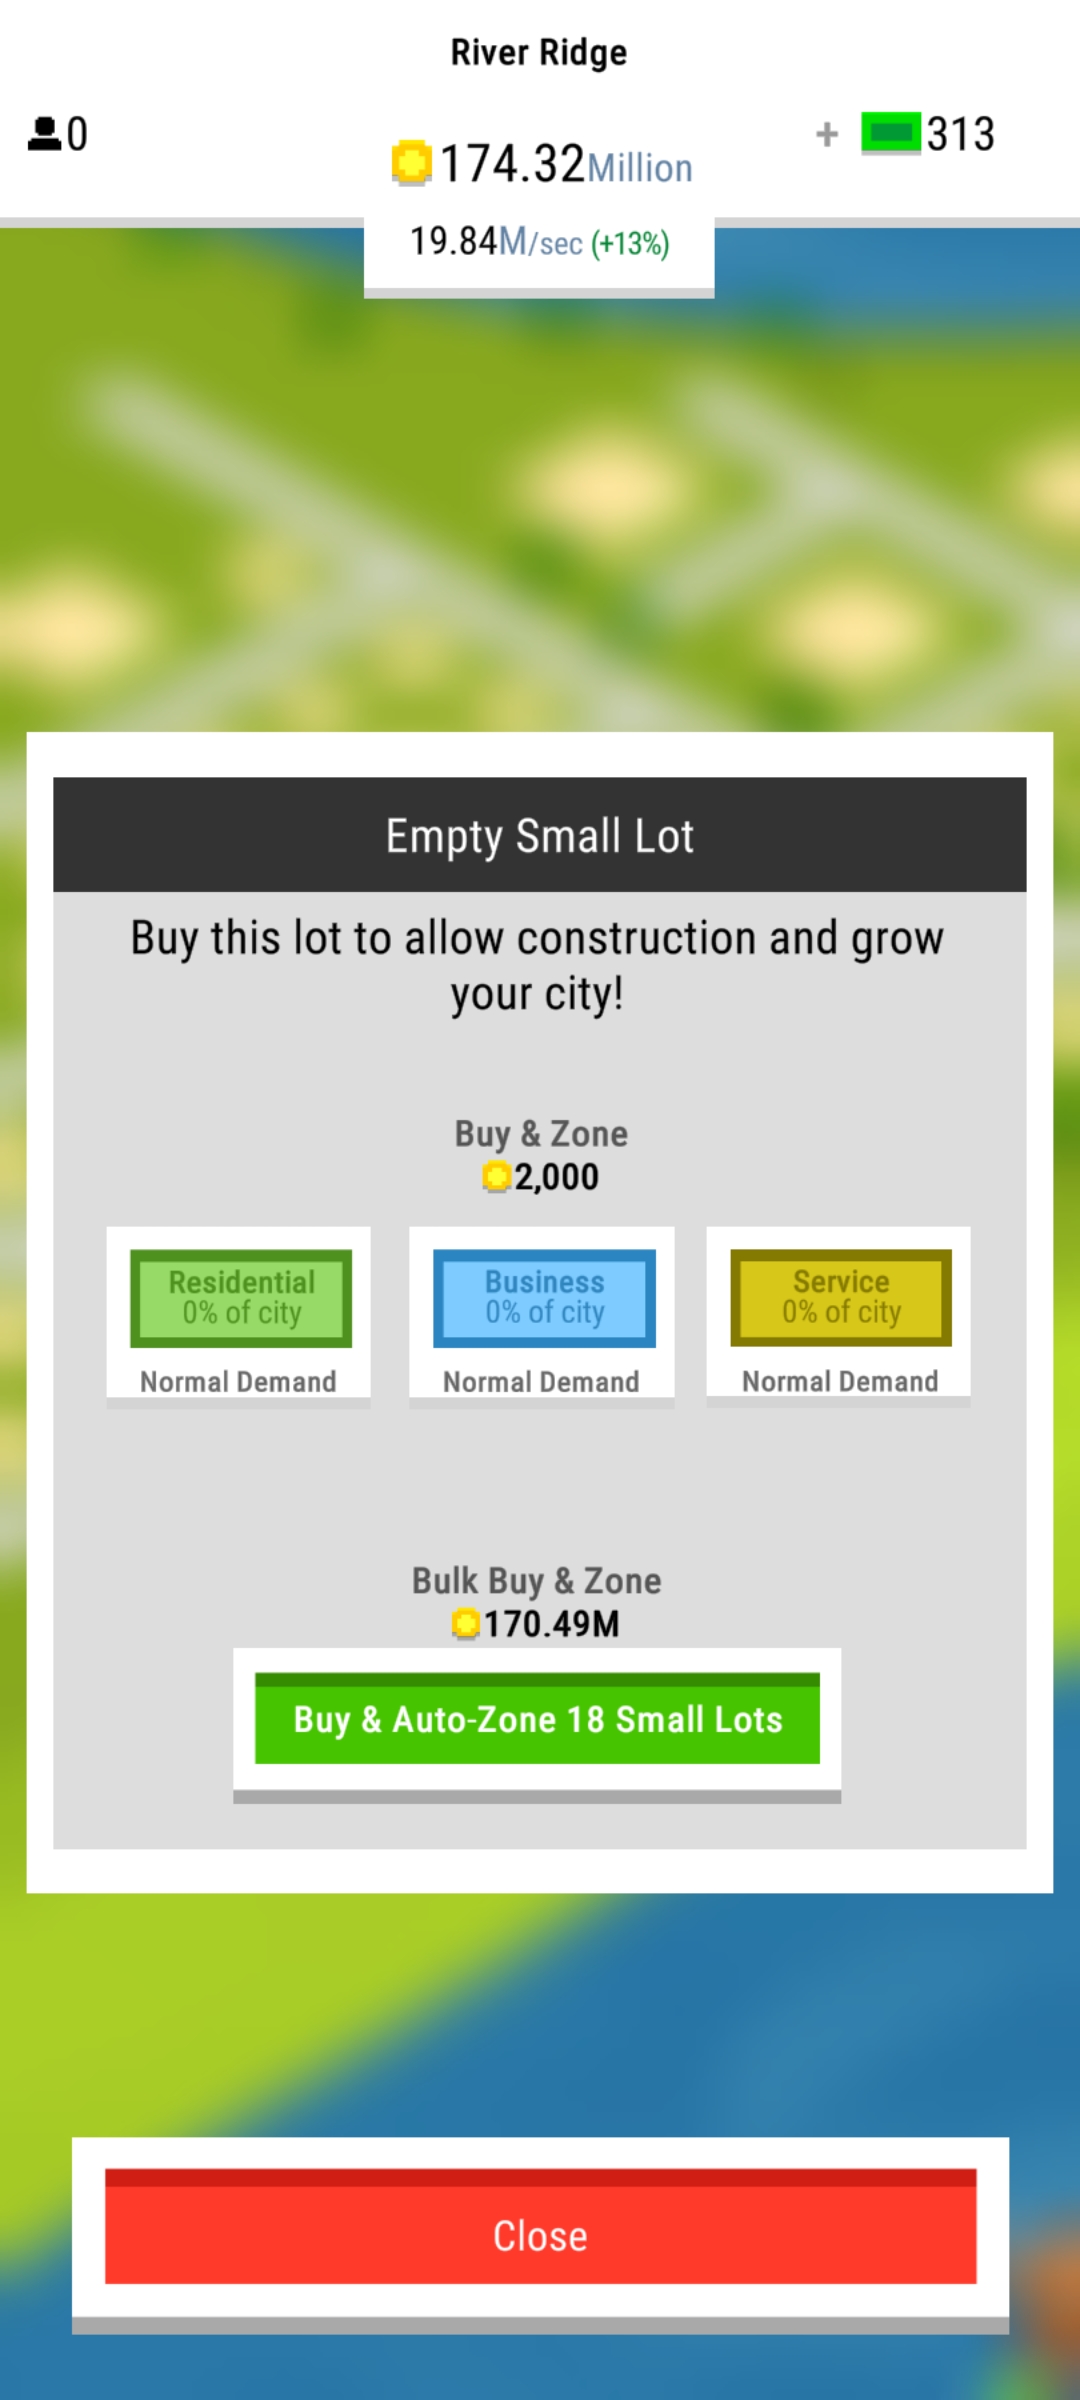 River Ridge
0
174.32Million
+ 313
19.84M/sec (+13%)
Empty Small Lot
Buy this lot to allow construction and grow
your city!
Buy & Zone
2,000
Residential
0% of city
Normal Demand
Business
0% of city
Normal Demand
Service
0% of city
Normal Demand
Bulk Buy & Zone
170.49M
Buy & Auto-Zone 18 Small Lots
Close